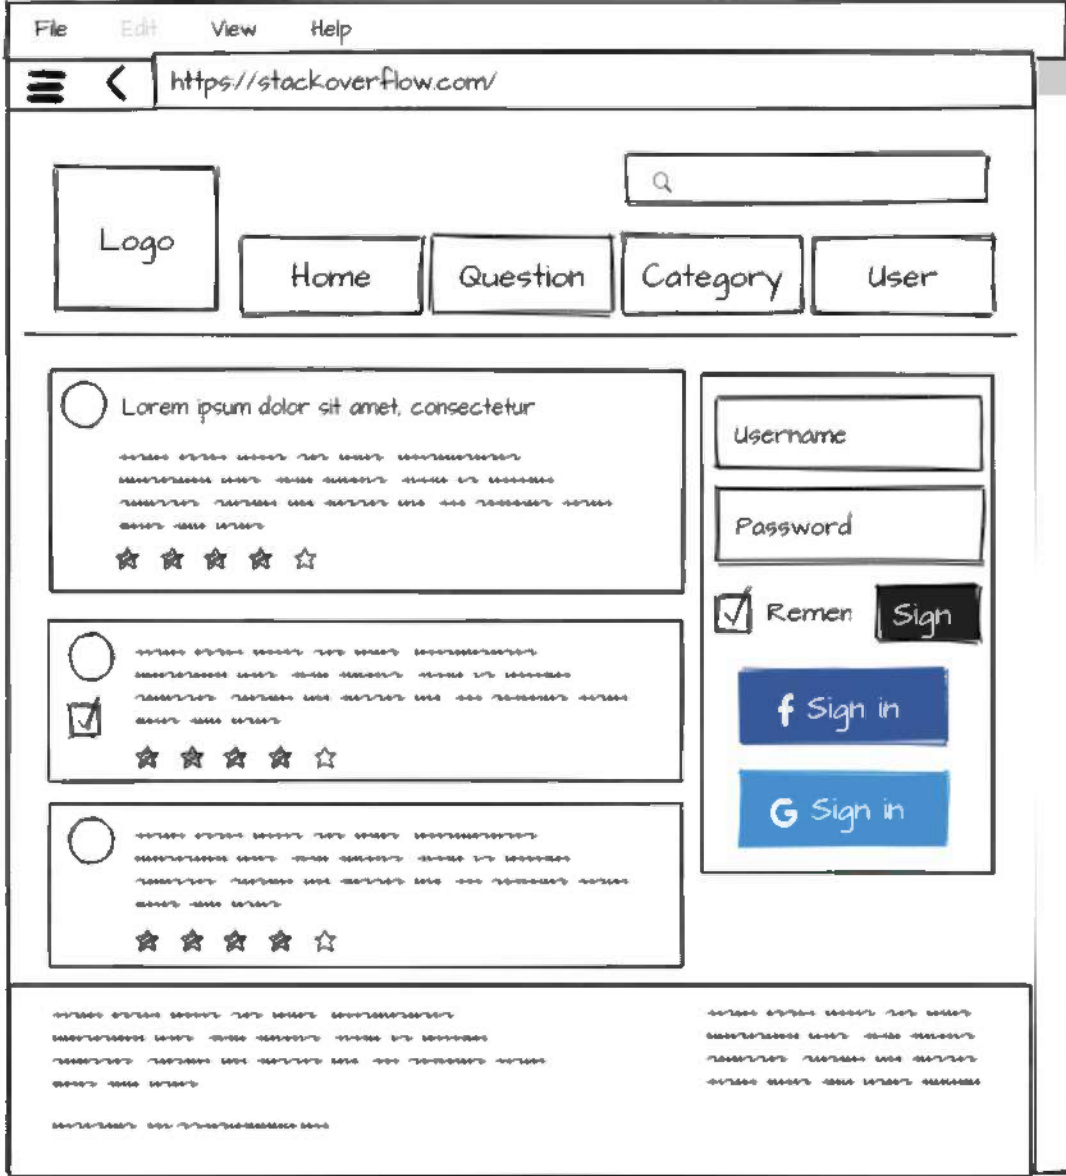 File Edit View Help
https://stackoverflow.com/
Logo
Home Question Category User
Lorem ipsum dolor sit amet, consectetur
Username
Password
Remen Sign
f Sign in
G Sign in